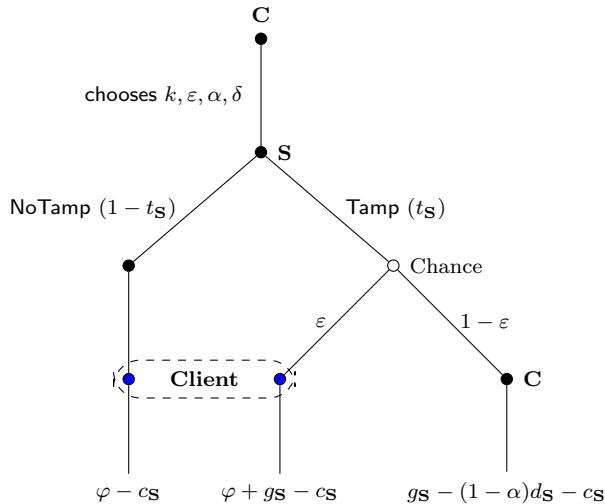 C
chooses k, ε, α, δ
S
NoTamp (1 − t_S)
Tamp (t_S)
Chance
ε
1 − ε
Client
C
φ − c_S
φ + g_S − c_S
g_S − (1 − α)d_S − c_S